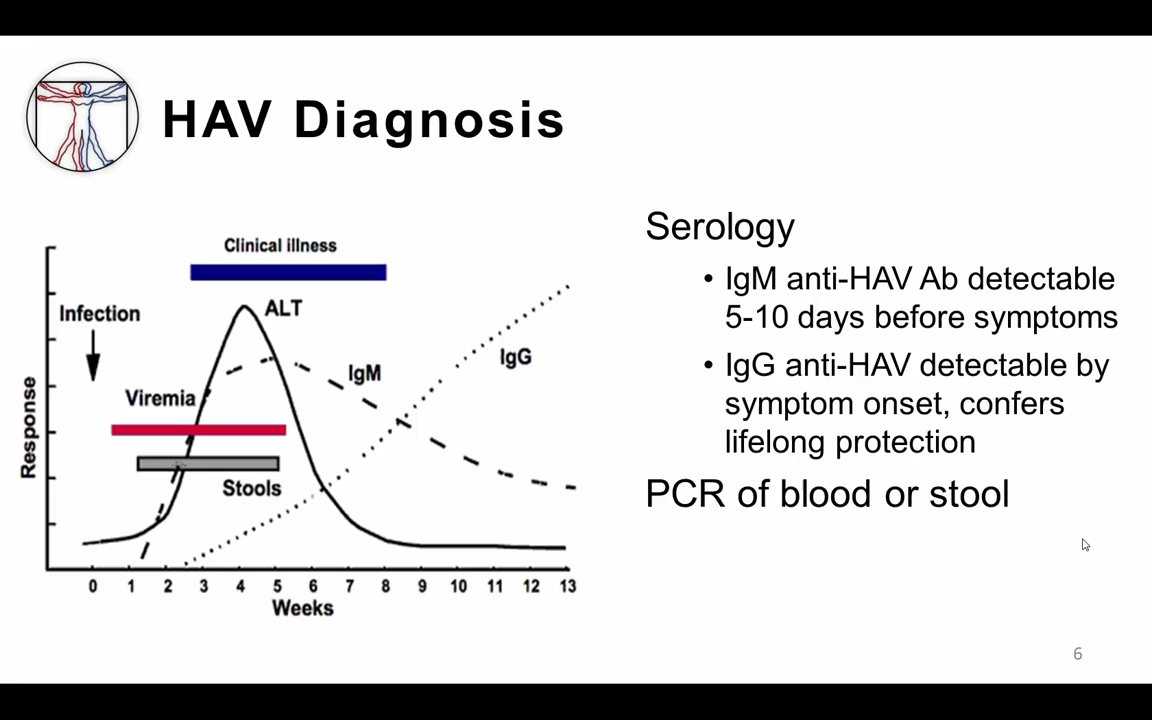 HAV Diagnosis
Clinical illness
ALT
Infection
IgG
IgM
Viremia
Stools
Response
0 1 2 3 4 5 6 7 8 9 10 11 12 13
Weeks
Serology
• IgM anti-HAV Ab detectable
5-10 days before symptoms
• IgG anti-HAV detectable by
symptom onset, confers
lifelong protection
PCR of blood or stool
6